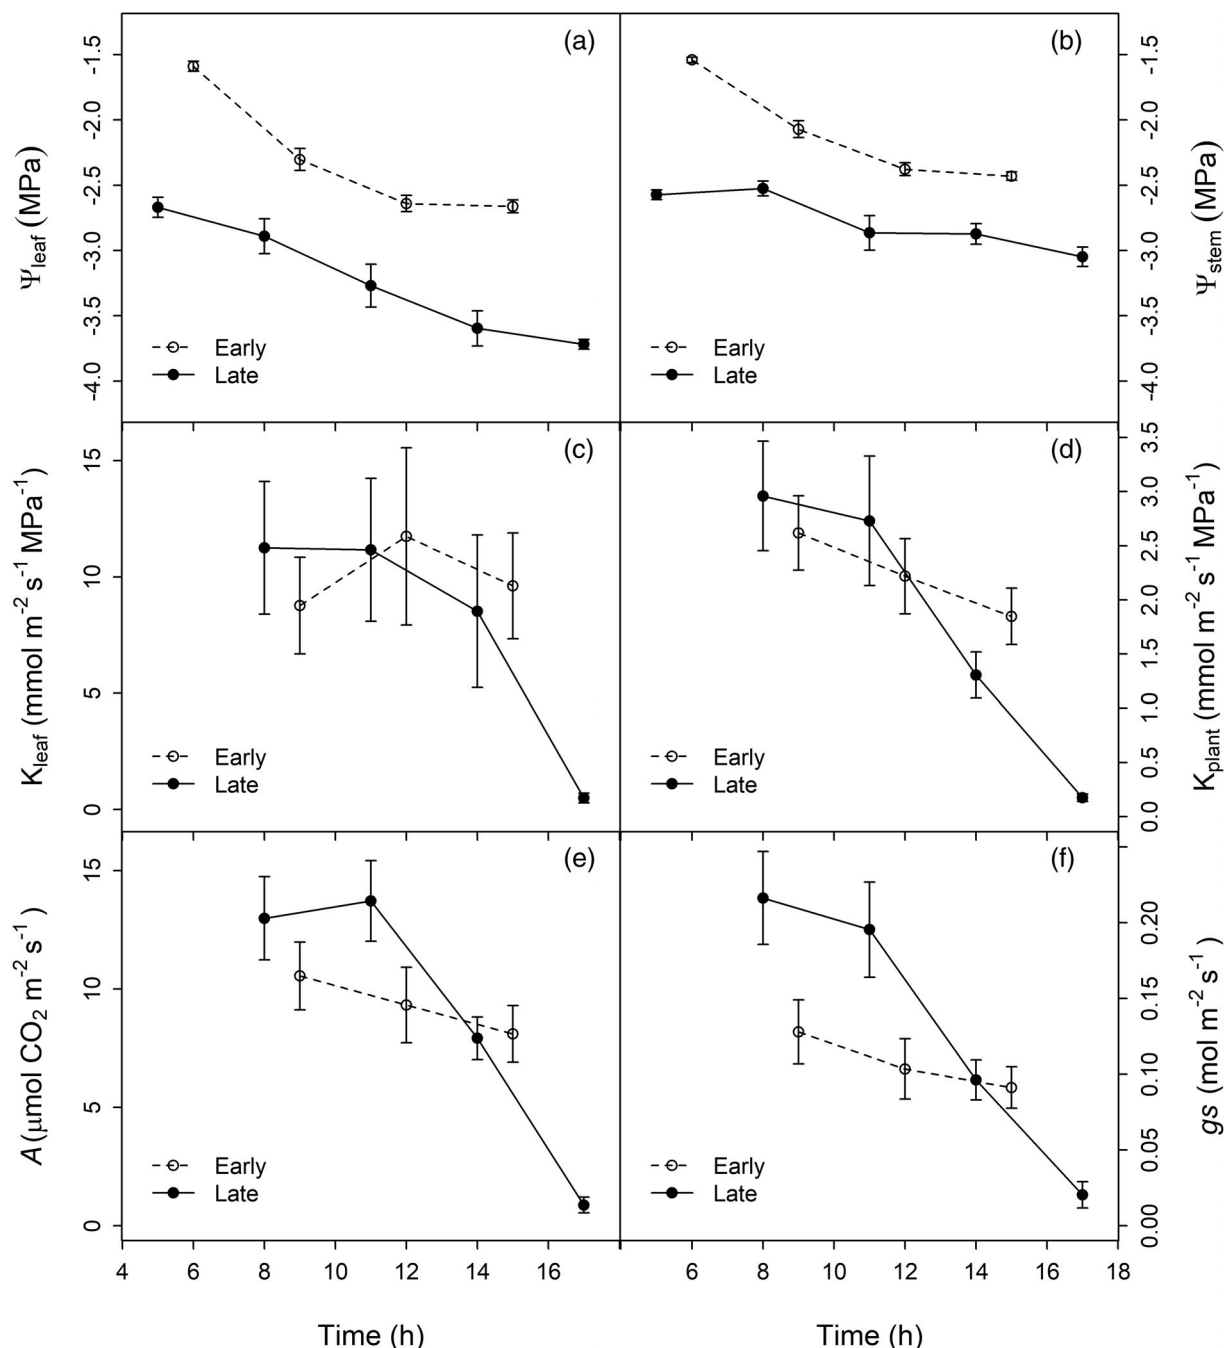 (a)
-1.5
-2.0
-2.5
-3.0
-3.5
-4.0
Ψleaf (MPa)
Early
Late
(b)
-1.5
-2.0
-2.5
-3.0
-3.5
-4.0
Ψstem (MPa)
Early
Late
(c)
15
10
5
0
Kleaf (mmol m-2 s-1 MPa-1)
Early
Late
(d)
3.5
3.0
2.5
2.0
1.5
1.0
0.5
0.0
Kplant (mmol m-2 s-1 MPa-1)
Early
Late
(e)
15
10
5
0
A (μmol CO2 m-2 s-1)
Early
Late
(f)
0.20
0.15
0.10
0.05
0.00
gs (mol m-2 s-1)
Early
Late
4 6 8 10 12 14 16
6 8 10 12 14 16 18
Time (h)
Time (h)